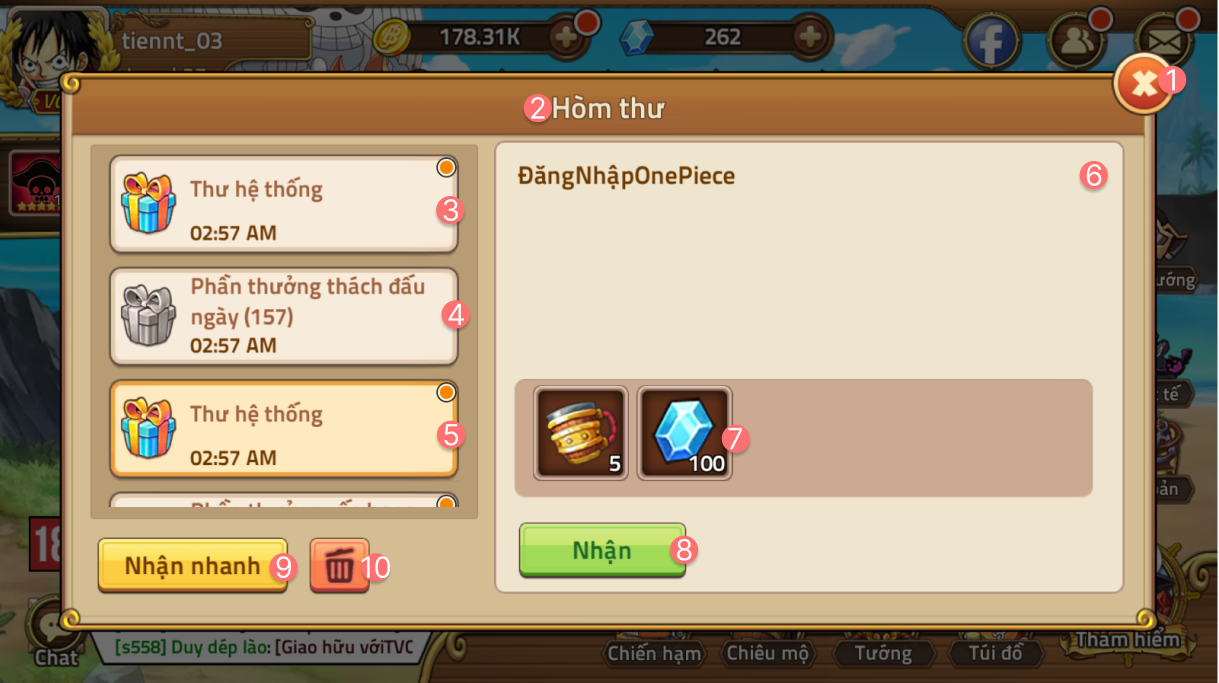 tiennt_03
178.31K
262
1
2 Hòm thư
Thư hệ thống
02:57 AM
3
Phần thưởng thách đấu
ngày (157)
02:57 AM
4
Thư hệ thống
02:57 AM
5
ĐăngNhậpOnePiece
6
5
100
7
Nhận
8
Nhận nhanh 9
10
18
Chat
[s558] Duy dép lào: [Giao hữu vớiTVC
Chiến hạm
Chiêu mộ
Tướng
Túi đồ
Thám hiểm